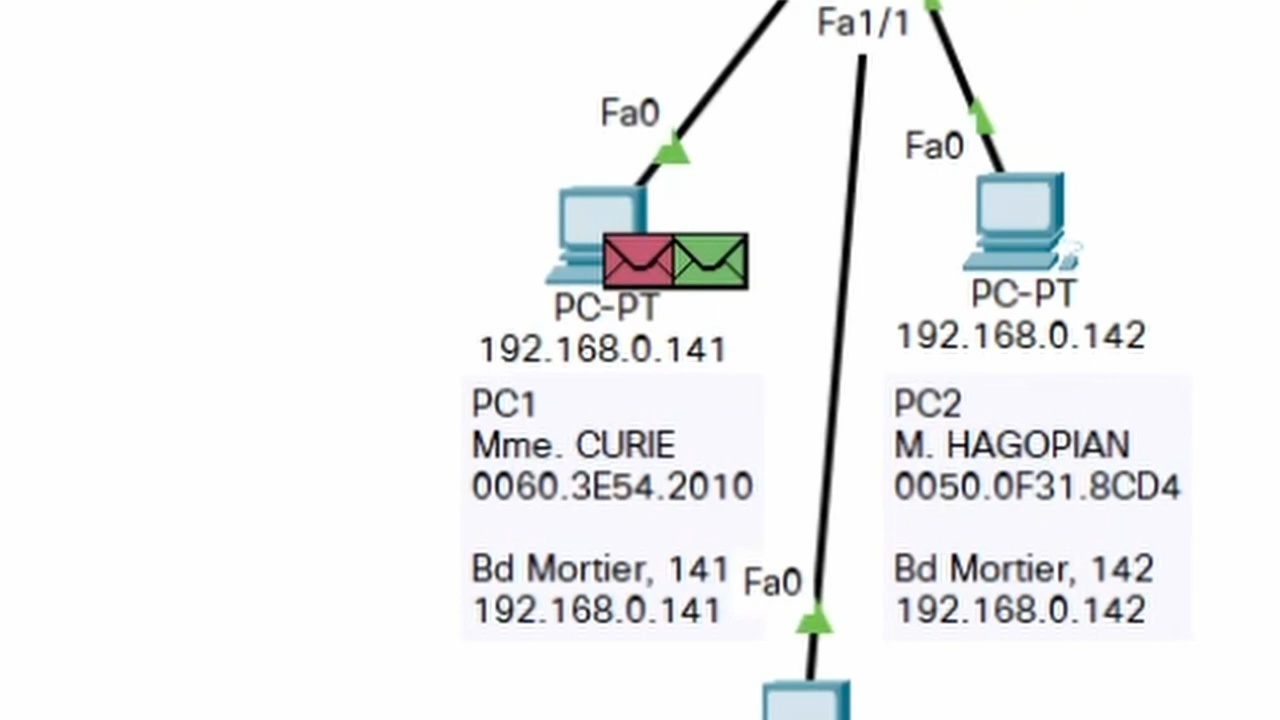 Fa1/1
Fa0
Fa0
PC-PT
192.168.0.141
PC-PT
192.168.0.142
PC1
Mme. CURIE
0060.3E54.2010
Bd Mortier, 141
192.168.0.141
PC2
M. HAGOPIAN
0050.0F31.8CD4
Bd Mortier, 142
192.168.0.142
Fa0